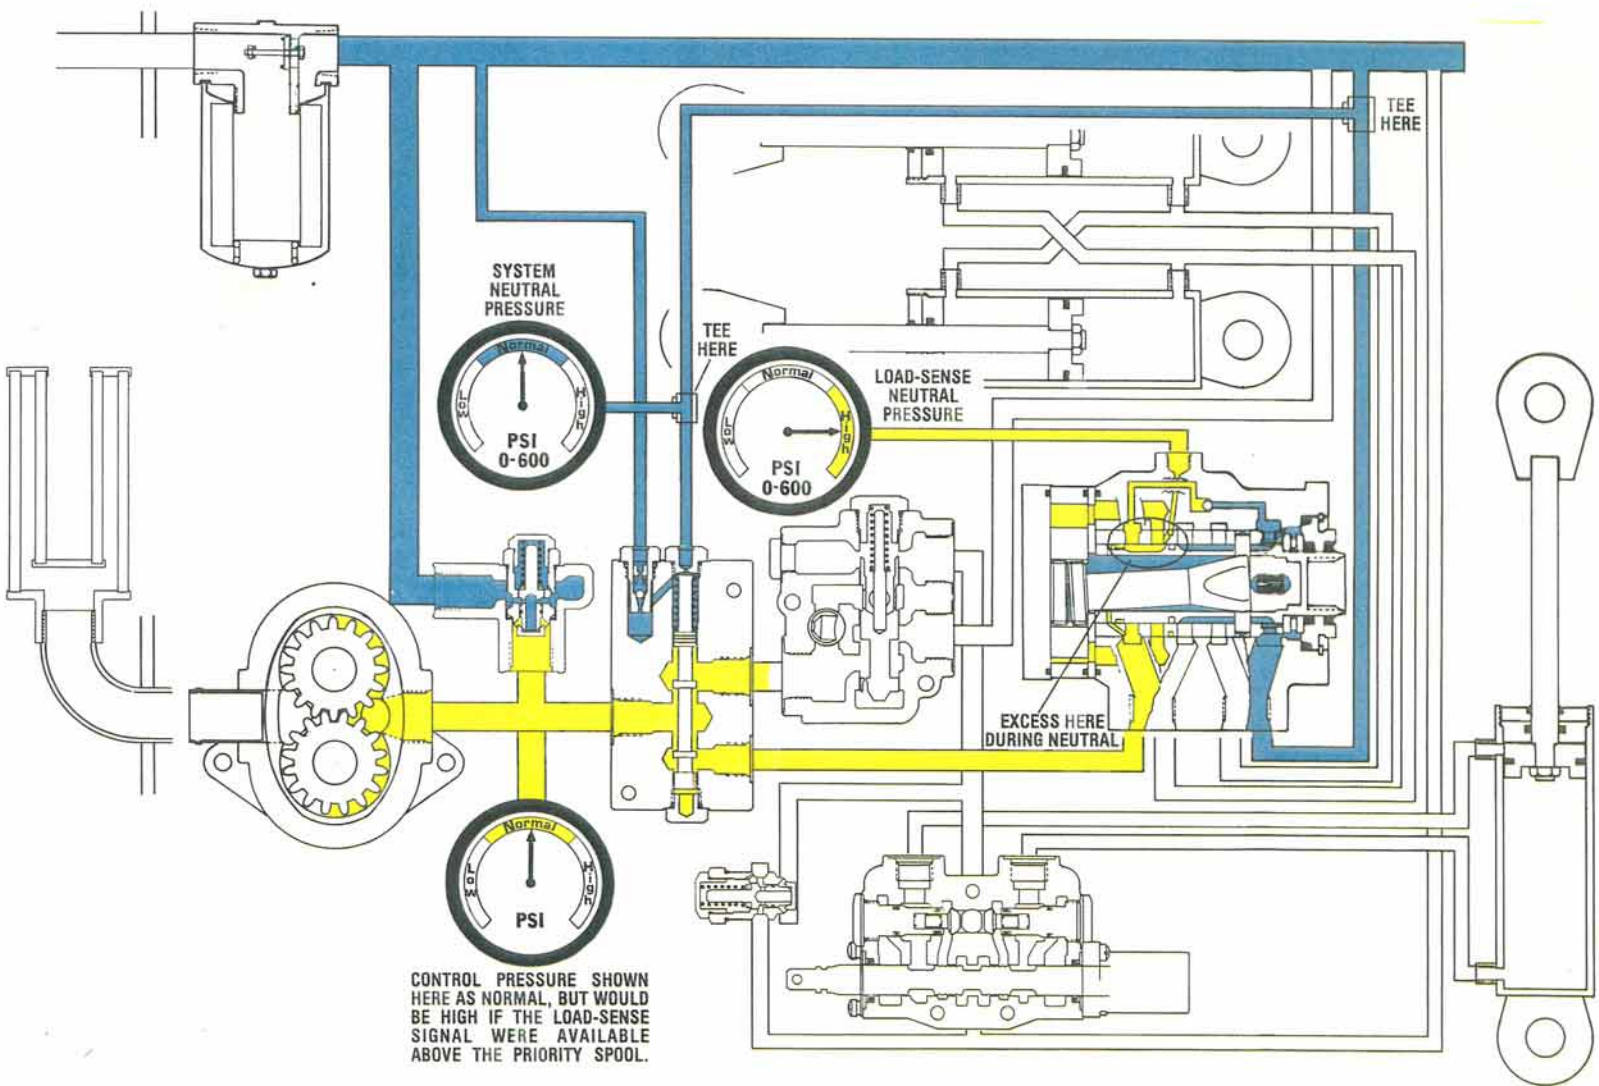 TEE
HERE
SYSTEM
NEUTRAL
PRESSURE
Normal
Low
High
PSI
0-600
TEE
HERE
LOAD-SENSE
NEUTRAL
PRESSURE
Normal
Low
High
PSI
0-600
EXCESS HERE
DURING NEUTRAL
Normal
Low
High
PSI
CONTROL PRESSURE SHOWN
HERE AS NORMAL, BUT WOULD
BE HIGH IF THE LOAD-SENSE
SIGNAL WERE AVAILABLE
ABOVE THE PRIORITY SPOOL.